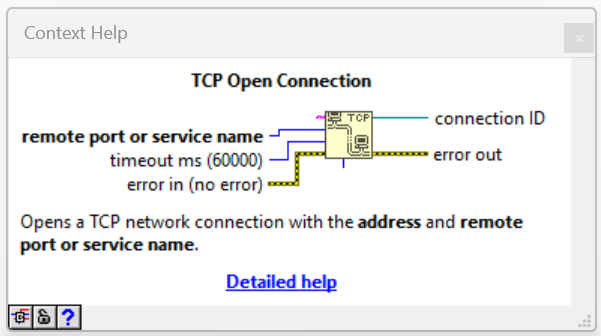 Context Help
×
TCP Open Connection
TCP
connection ID
remote port or service name
timeout ms (60000)
error out
error in (no error)
Opens a TCP network connection with the address and remote
port or service name.
Detailed help
?